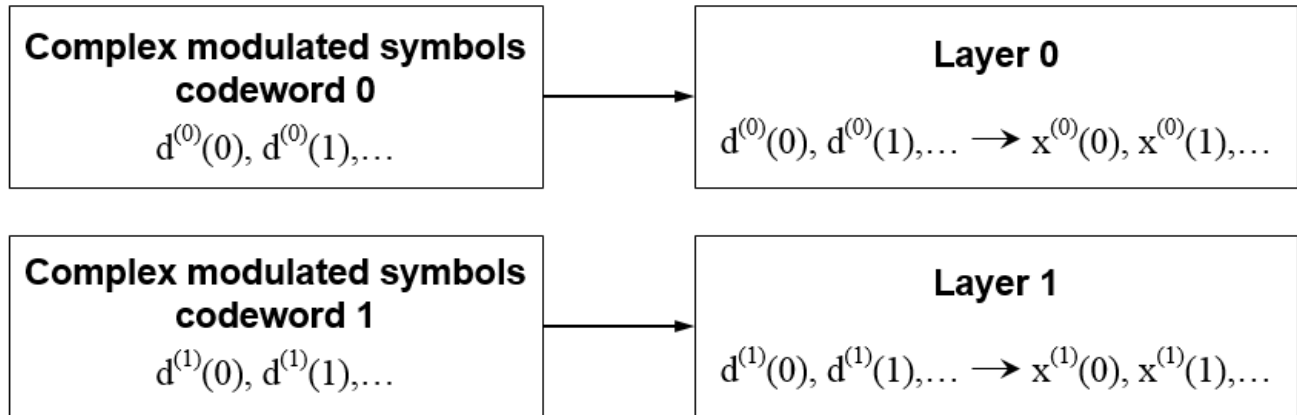 Complex modulated symbols
codeword 0
d⁽⁰⁾(0), d⁽⁰⁾(1),…
Layer 0
d⁽⁰⁾(0), d⁽⁰⁾(1),… → x⁽⁰⁾(0), x⁽⁰⁾(1),…
Complex modulated symbols
codeword 1
d⁽¹⁾(0), d⁽¹⁾(1),…
Layer 1
d⁽¹⁾(0), d⁽¹⁾(1),… → x⁽¹⁾(0), x⁽¹⁾(1),…